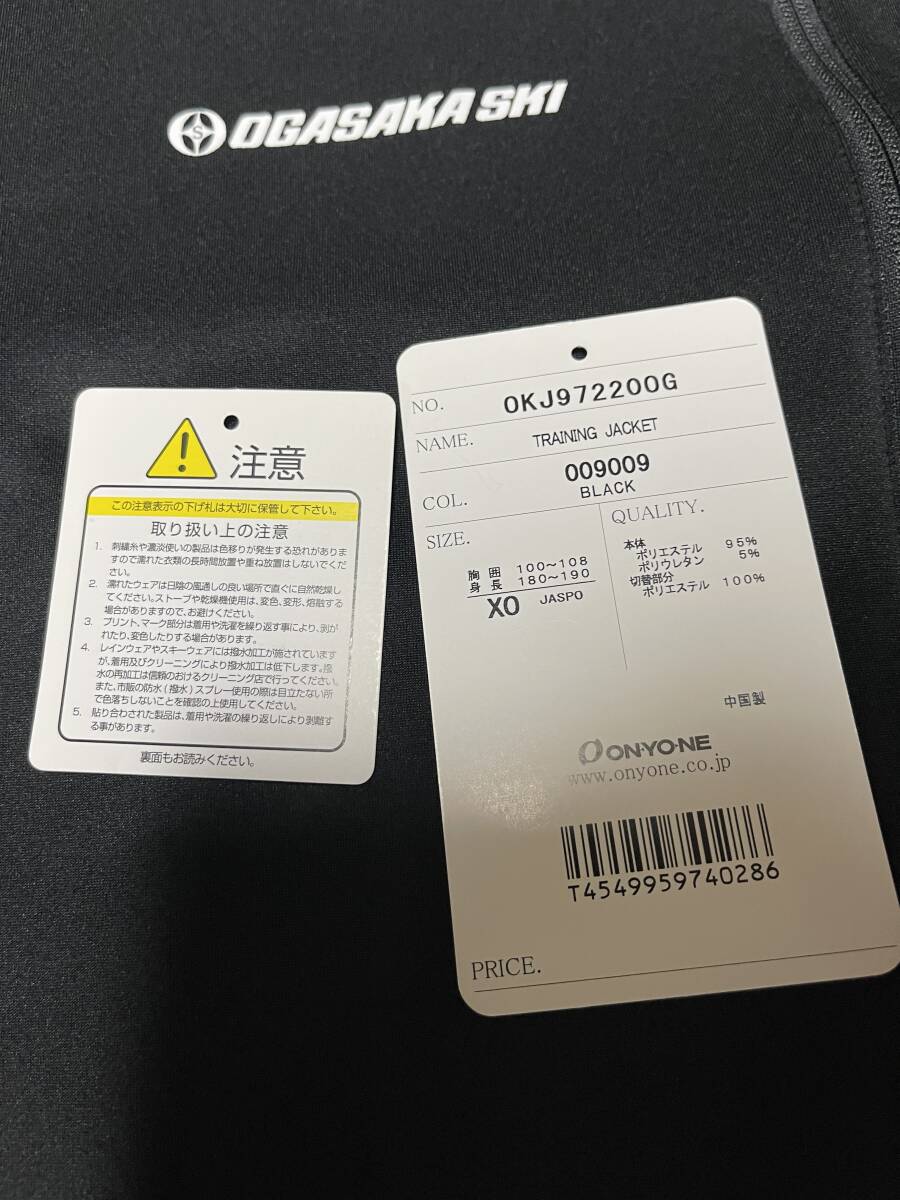 OGASAKA SKI
注意
この注意表示の下げ札は大切に保管して下さい。
取り扱い上の注意
1. 刺繍糸や濃淡使いの製品は色移りが発生する恐れがありま
すので濡れた衣類の長時間放置や重ね放置はしないでくだ
さい。
2. 濡れたウェアは日陰の風通しの良い場所で直ぐに自然乾燥し
てください。ストーブや乾燥機使用は、変色、変形、熔融する
場合がありますので、お避けください。
3. プリント、マーク部分は着用や洗濯を繰り返す事により、剥が
れたり、変色したりする場合があります。
4. レインウェアやスキーウェアには撥水加工が施されています
が、着用及びクリーニングにより撥水加工は低下します。撥
水の再加工は信頼のおけるクリーニング店で行ってください。
また、市販の防水(撥水)スプレー使用の際は目立たない所
で色落ちしないことを確認の上使用してください。
5. 貼り合わされた製品は、着用や洗濯の繰り返しにより剥離す
る事があります。
裏面もお読みください。
NO. OKJ972200G
NAME. TRAINING JACKET
COL. 009009
BLACK
SIZE.
胸囲 100~108
身長 180~190
XO JASPO
QUALITY.
本体
ポリエステル 95%
ポリウレタン 5%
切替部分
ポリエステル 100%
中国製
ON・YO・NE
www.onyone.co.jp
T4549959740286
PRICE.